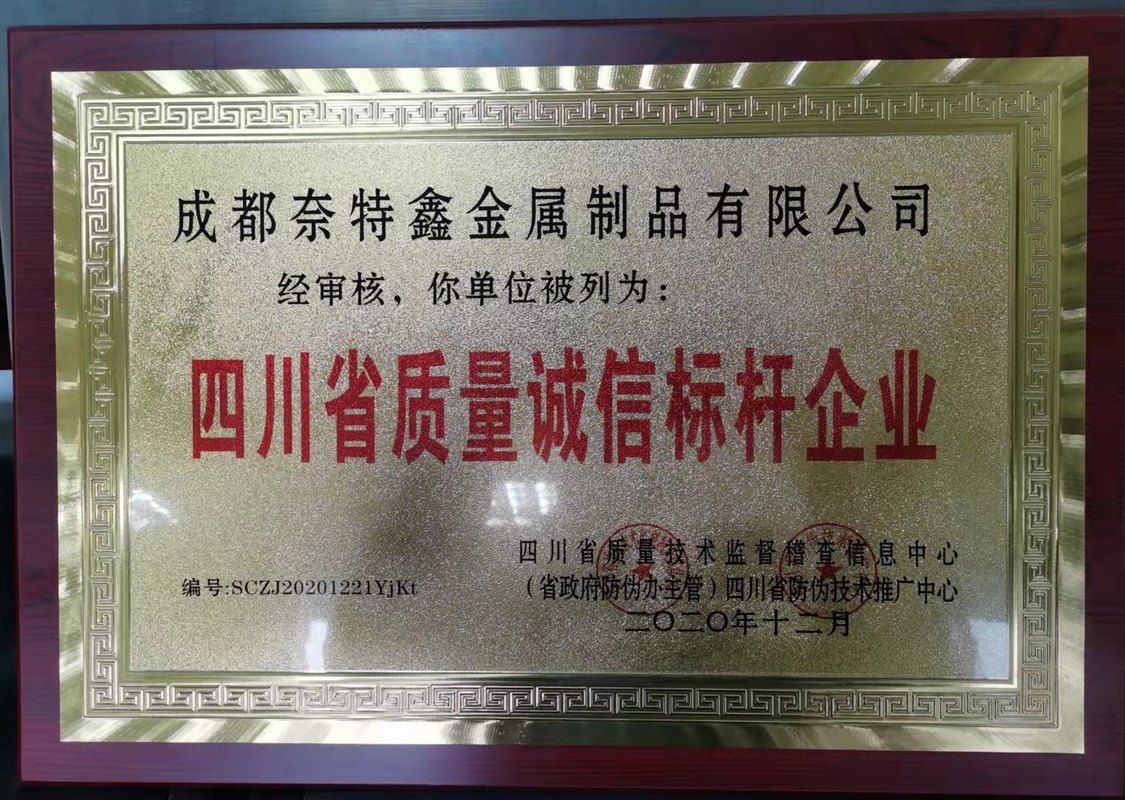 成都奈特鑫金属制品有限公司
经审核，你单位被列为：
四川省质量诚信标杆企业
四川省质量技术监督稽查信息中心
编号:SCZJ20201221YjKt
（省政府防伪办主管）四川省防伪技术推广中心
二〇二〇年十二月